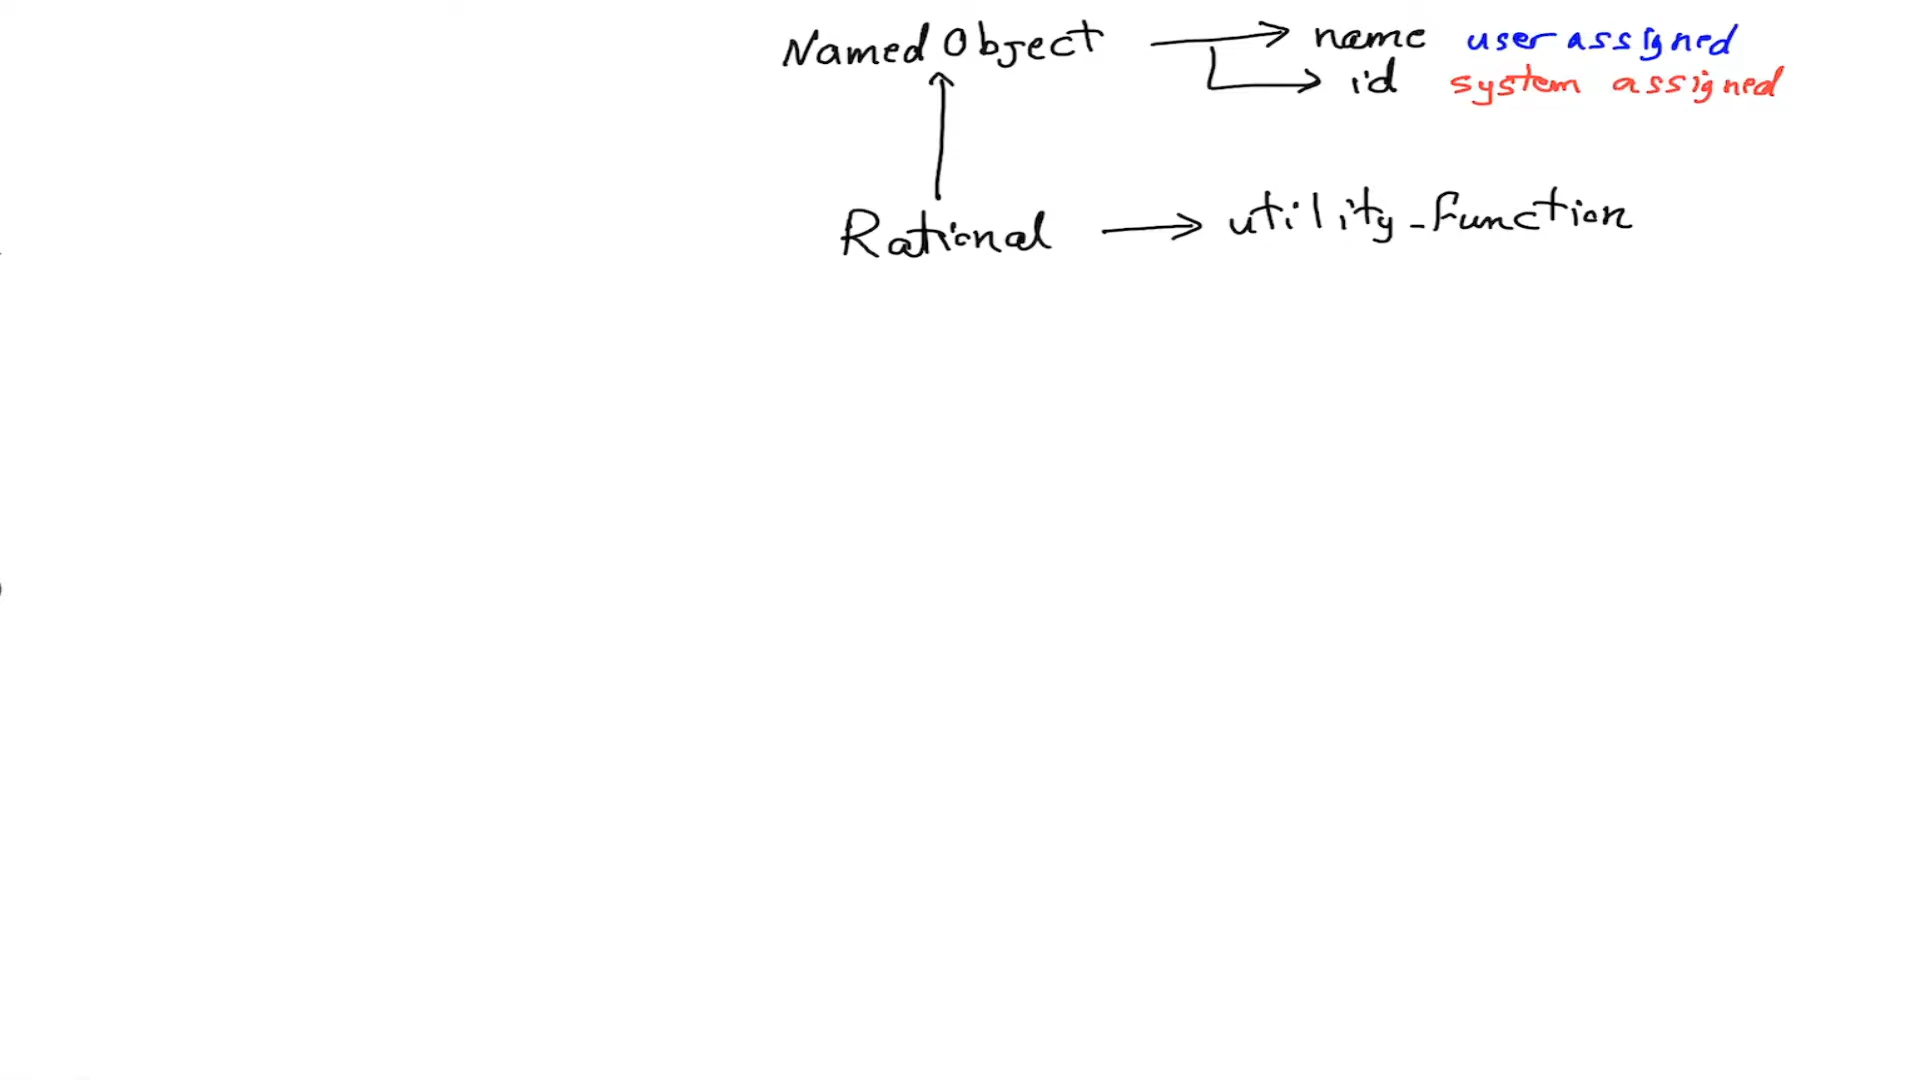 Named Object name user assigned
id system assigned
Rational utility_function